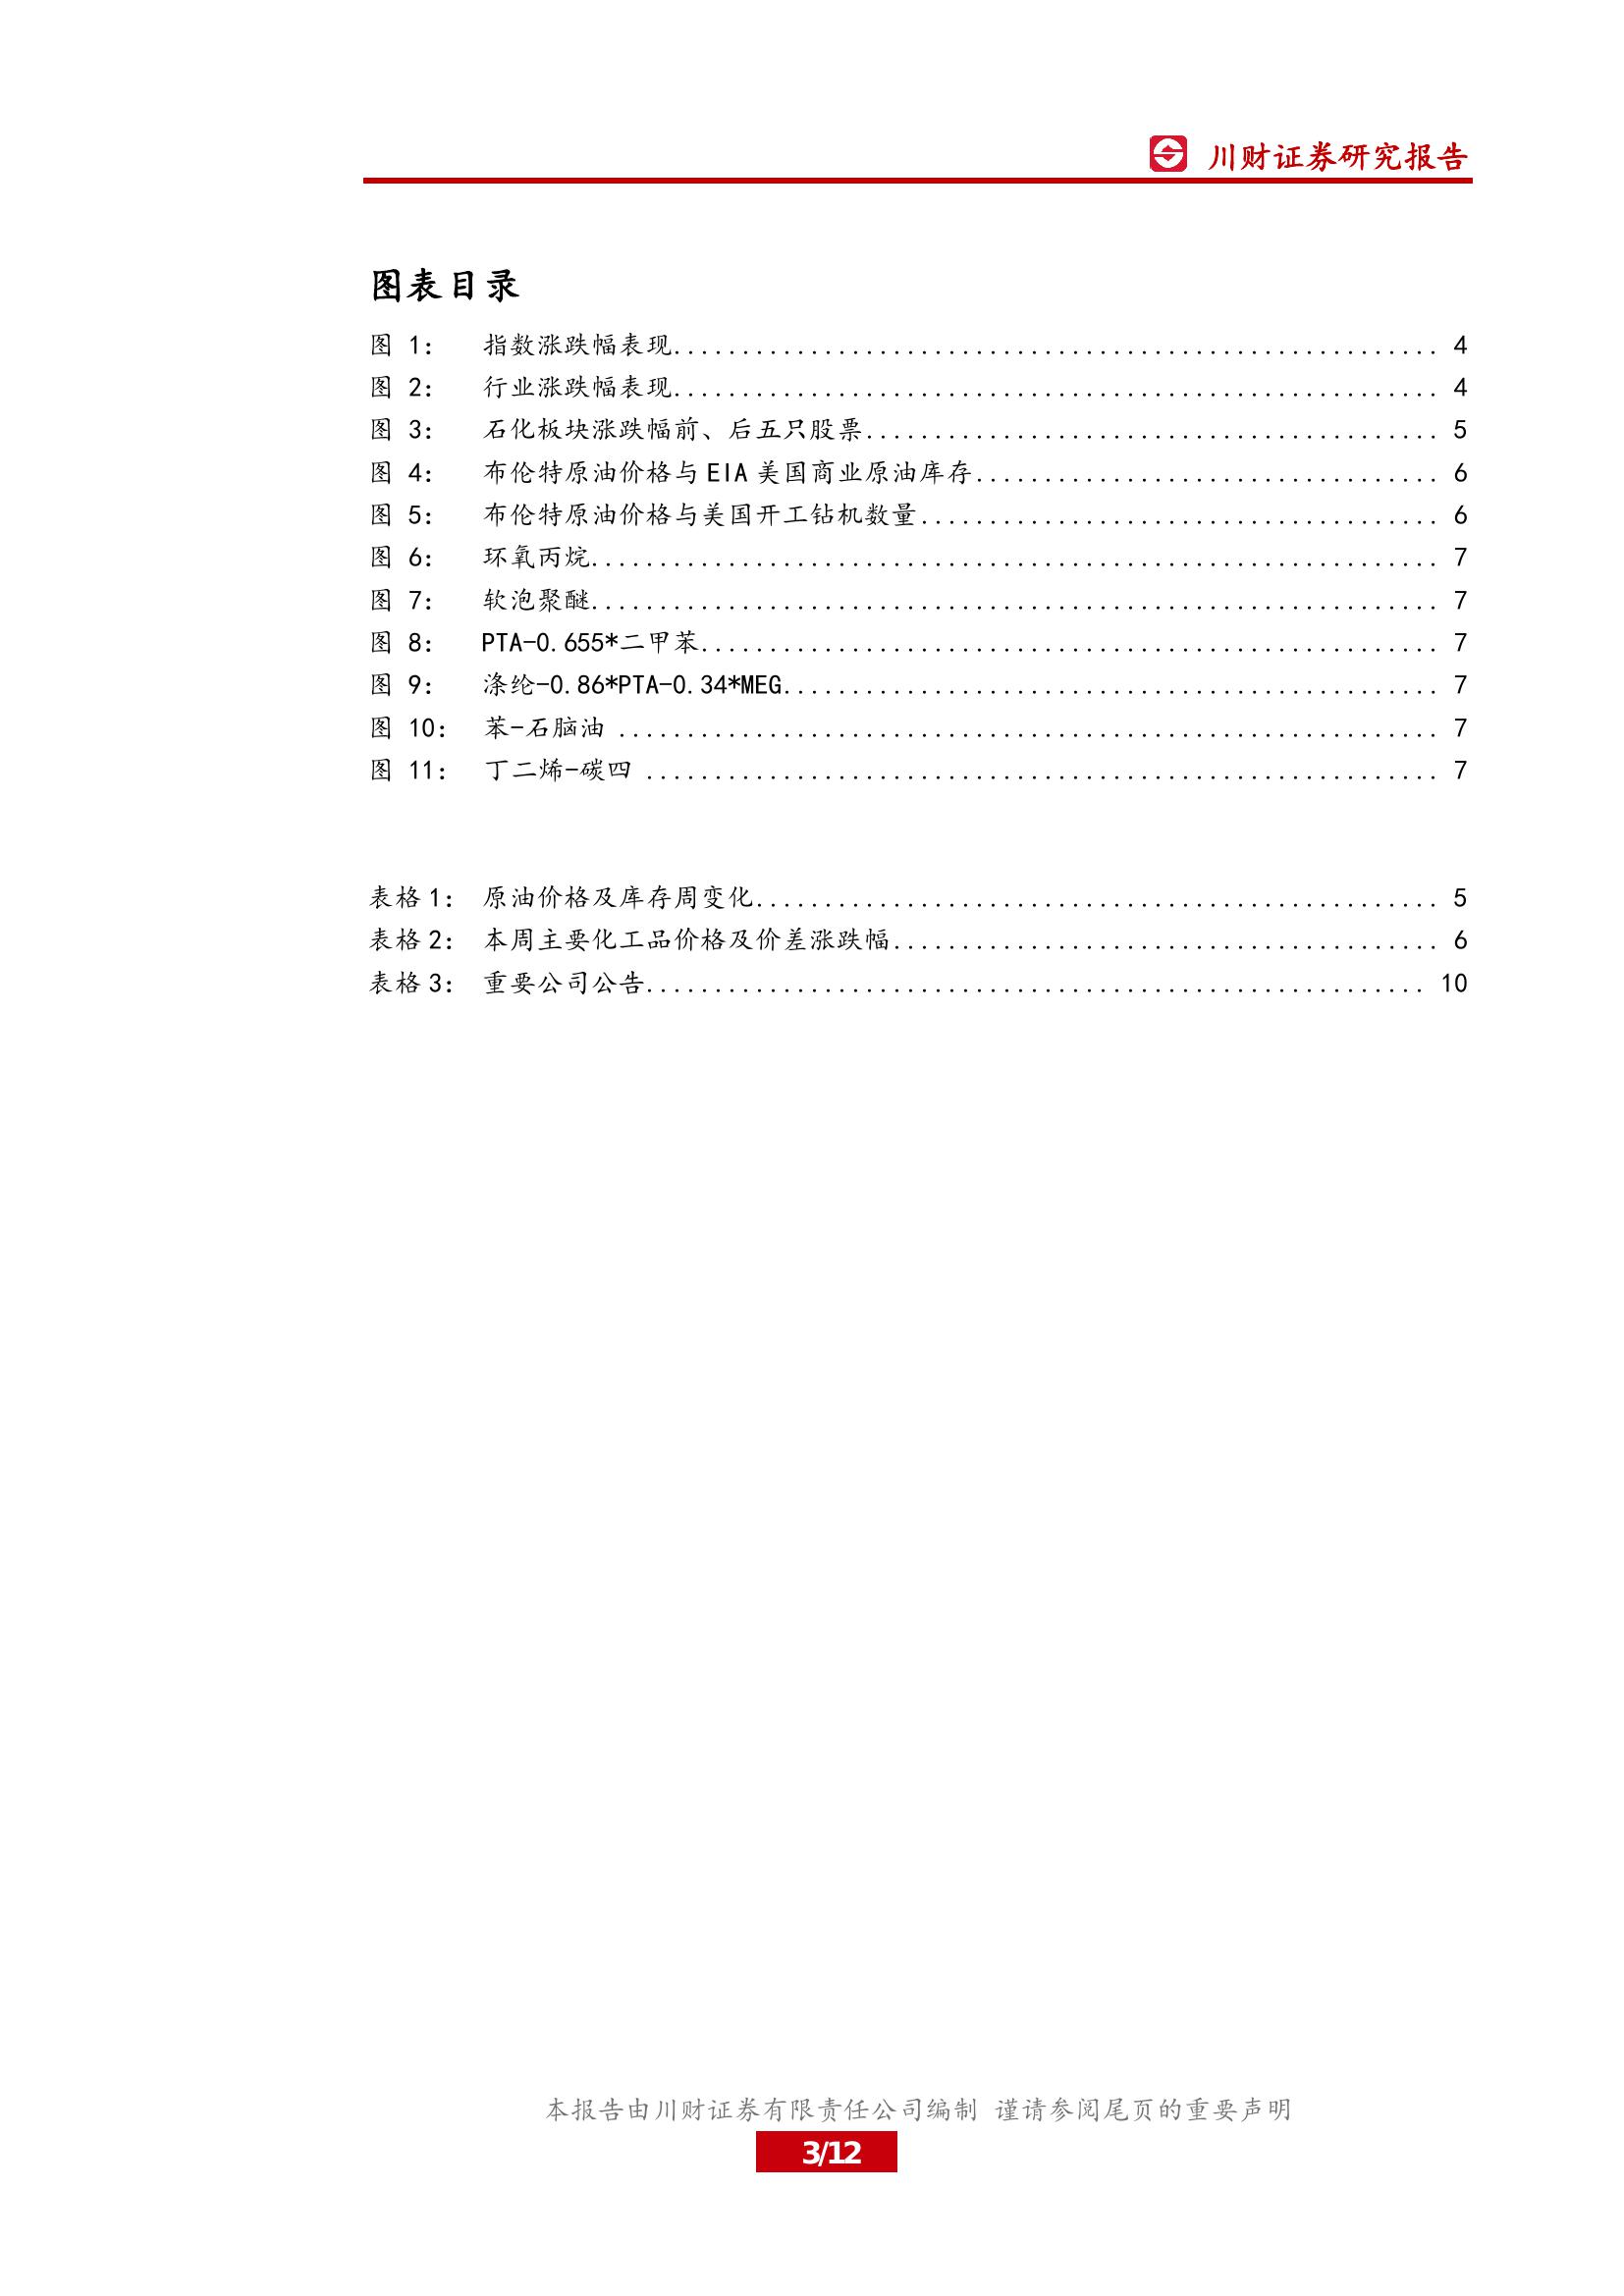 川财证券研究报告
图表目录
图 1： 指数涨跌幅表现........................................................ 4
图 2： 行业涨跌幅表现........................................................ 4
图 3： 石化板块涨跌幅前、后五只股票.......................................... 5
图 4： 布伦特原油价格与 EIA 美国商业原油库存.................................. 6
图 5： 布伦特原油价格与美国开工钻机数量...................................... 6
图 6： 环氧丙烷.............................................................. 7
图 7： 软泡聚醚.............................................................. 7
图 8： PTA-0.655*二甲苯...................................................... 7
图 9： 涤纶-0.86*PTA-0.34*MEG................................................ 7
图 10： 苯-石脑油 ............................................................ 7
图 11： 丁二烯-碳四 .......................................................... 7
表格 1： 原油价格及库存周变化.................................................. 5
表格 2： 本周主要化工品价格及价差涨跌幅........................................ 6
表格 3： 重要公司公告......................................................... 10
本报告由川财证券有限责任公司编制 谨请参阅尾页的重要声明
3/12